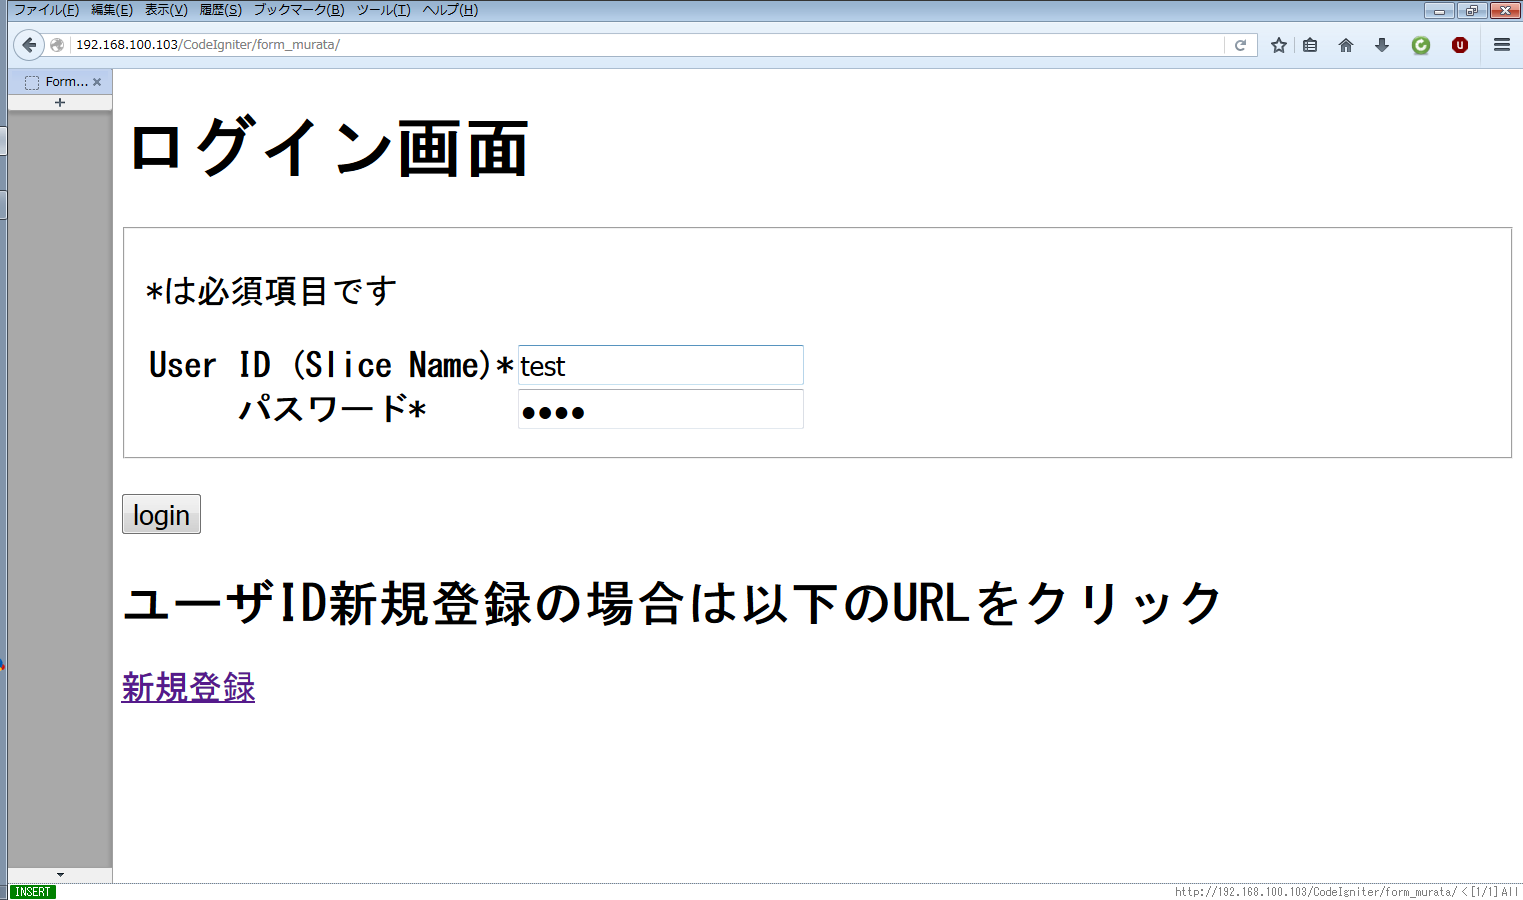 ファイル(F) 編集(E) 表示(V) 履歴(S) ブックマーク(B) ツール(T) ヘルプ(H)
192.168.100.103/CodeIgniter/form_murata/
Form...
ログイン画面
*は必須項目です
User ID (Slice Name)* test
パスワード* ●●●●
login
ユーザID新規登録の場合は以下のURLをクリック
新規登録
INSERT
http://192.168.100.103/CodeIgniter/form_murata/ < [1/1] All